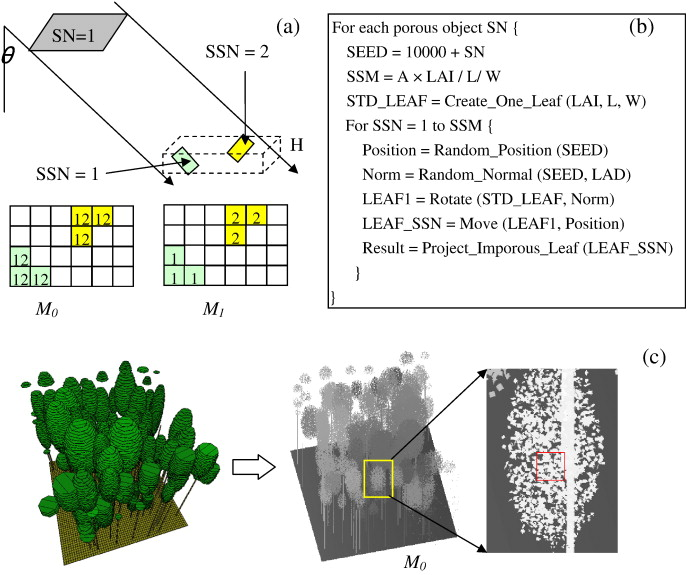 (a)
SN=1
θ
SSN = 2
H
SSN = 1
12 12
12
12
12 12
M0
2 2
2
1
1 1
M1
(b)
For each porous object SN {
SEED = 10000 + SN
SSM = A × LAI / L/ W
STD_LEAF = Create_One_Leaf (LAI, L, W)
For SSN = 1 to SSM {
Position = Random_Position (SEED)
Norm = Random_Normal (SEED, LAD)
LEAF1 = Rotate (STD_LEAF, Norm)
LEAF_SSN = Move (LEAF1, Position)
Result = Project_Imporous_Leaf (LEAF_SSN)
}
}
(c)
M0